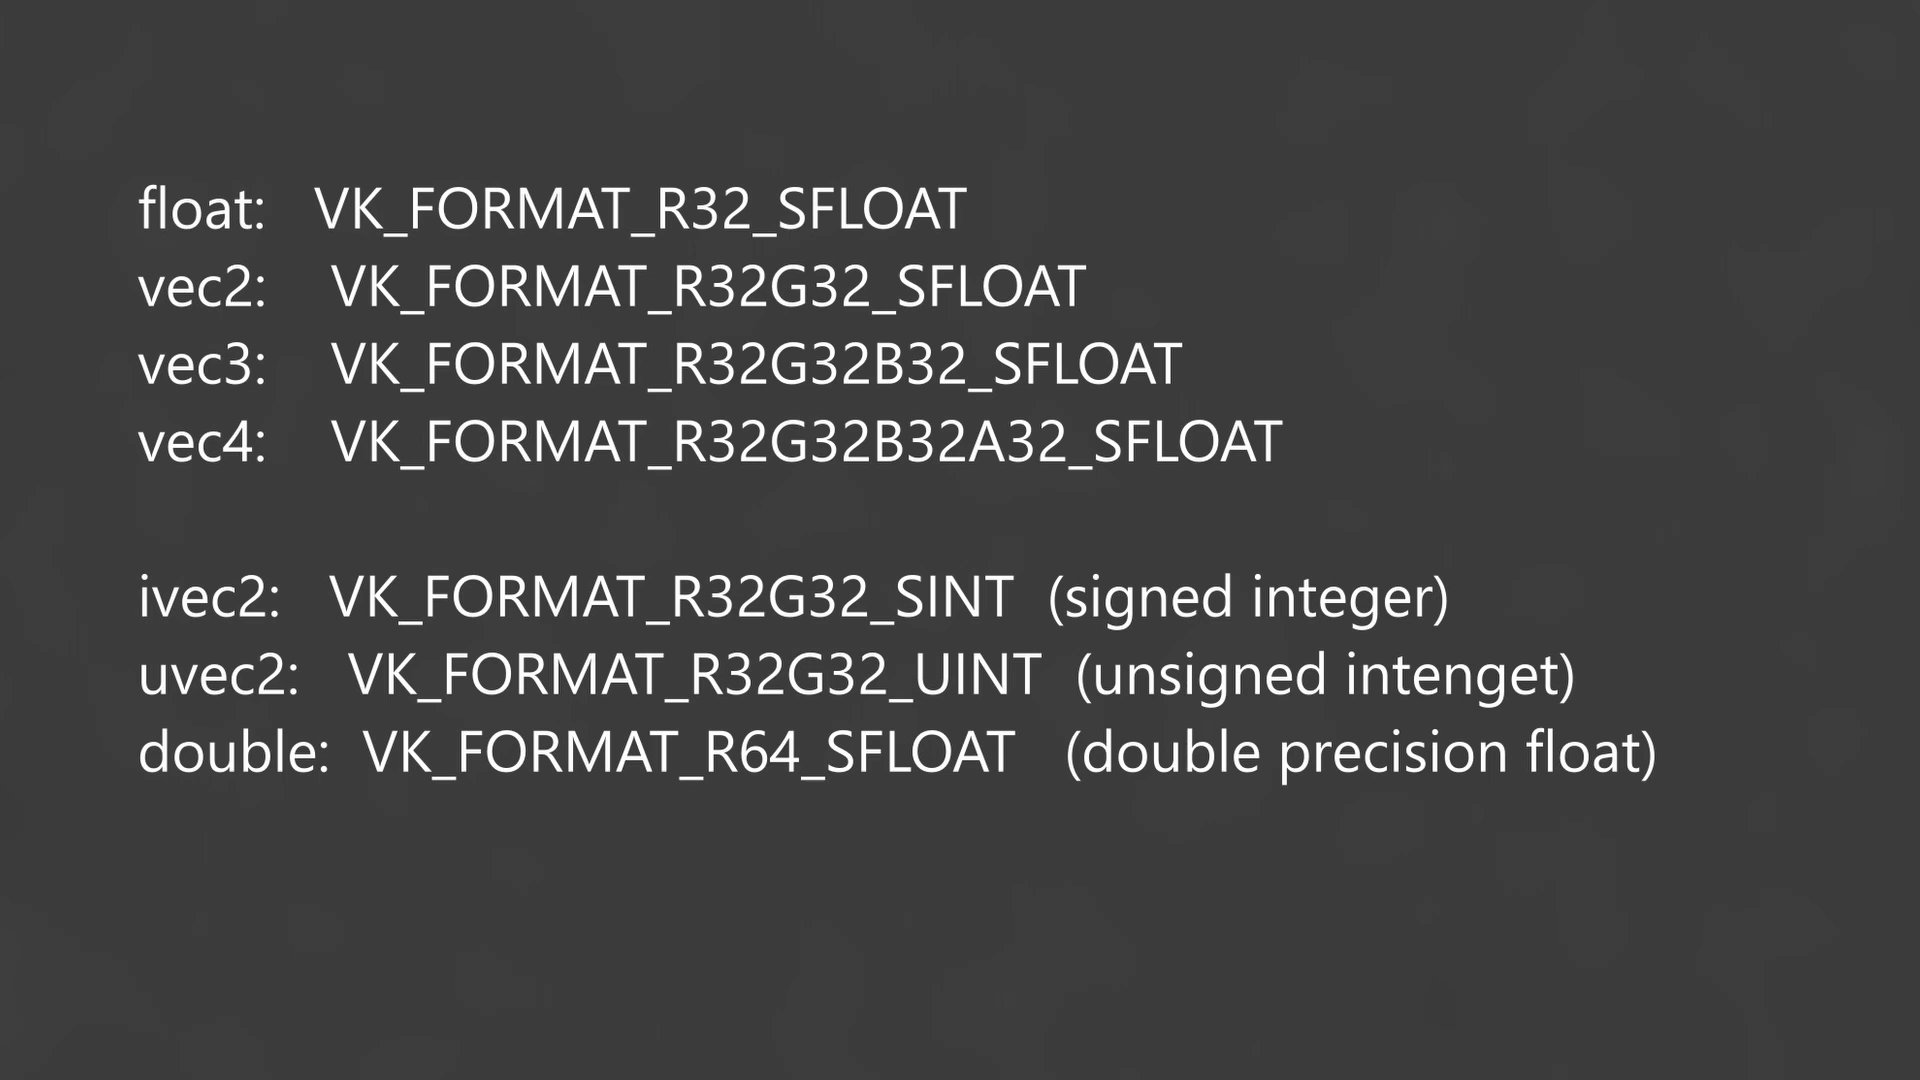 float: VK_FORMAT_R32_SFLOAT
vec2: VK_FORMAT_R32G32_SFLOAT
vec3: VK_FORMAT_R32G32B32_SFLOAT
vec4: VK_FORMAT_R32G32B32A32_SFLOAT
ivec2: VK_FORMAT_R32G32_SINT (signed integer)
uvec2: VK_FORMAT_R32G32_UINT (unsigned intenget)
double: VK_FORMAT_R64_SFLOAT (double precision float)